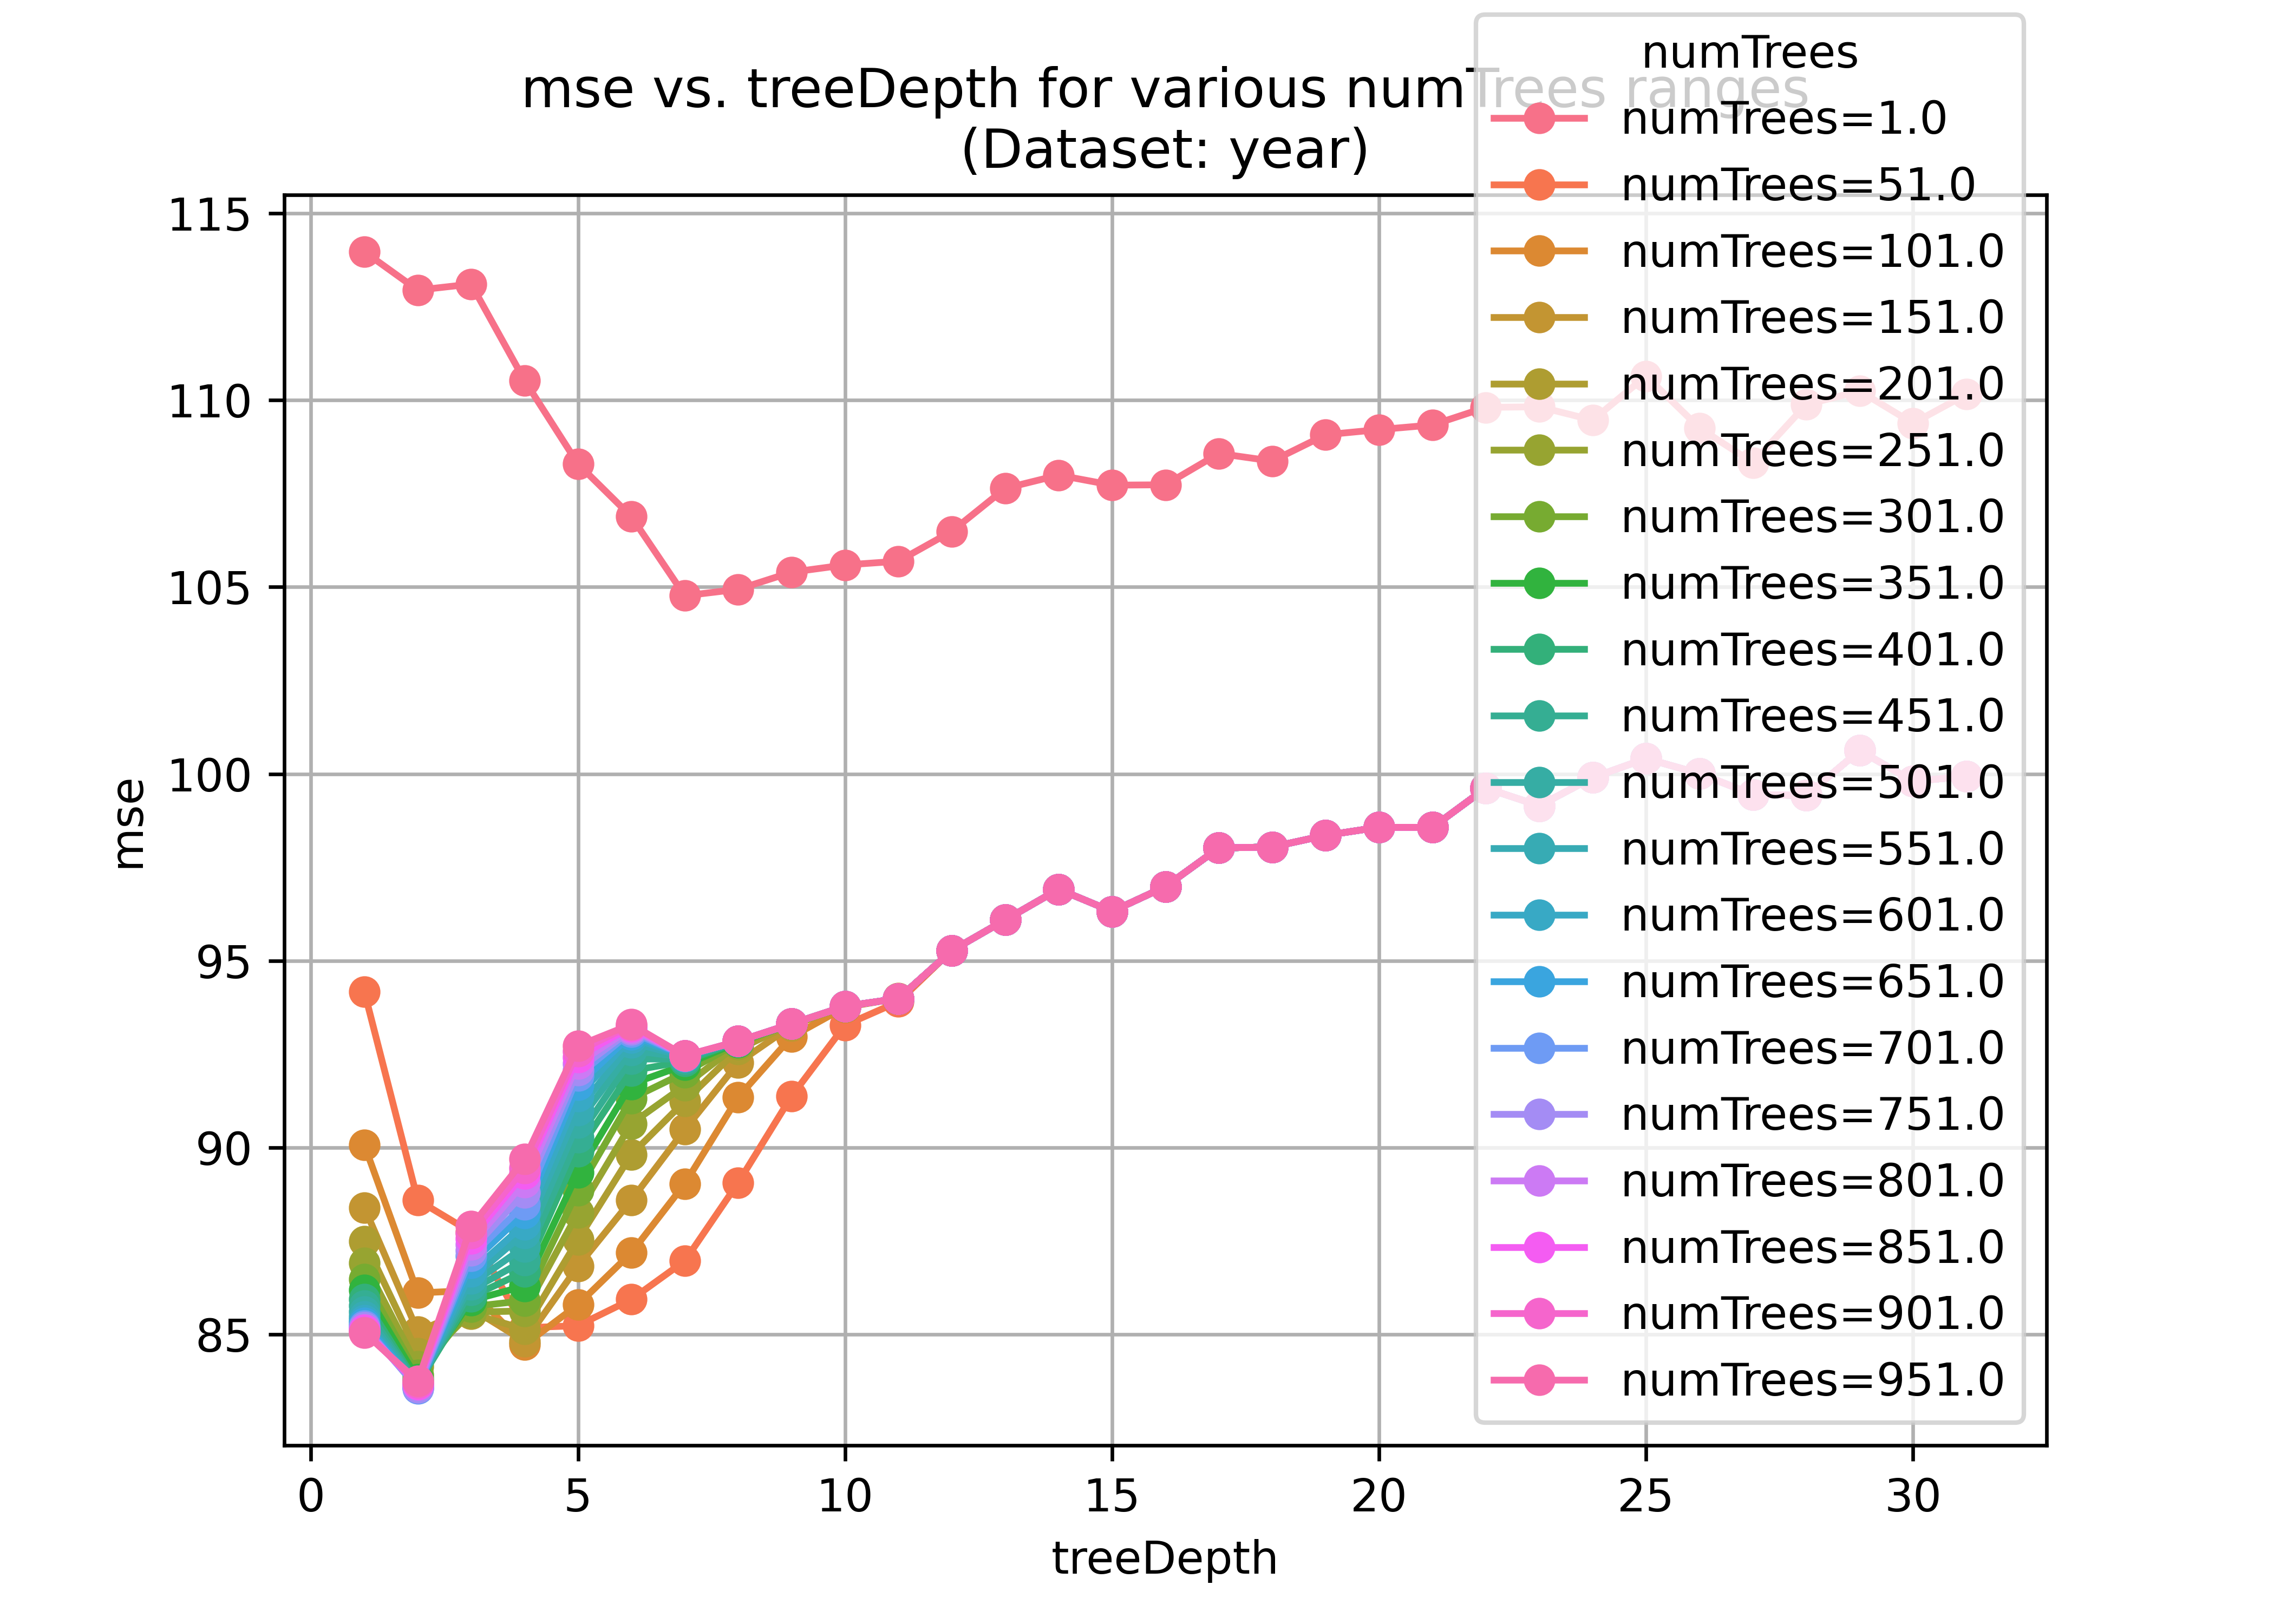 mse vs. treeDepth for various numTrees ranges
(Dataset: year)
numTrees
numTrees=1.0
numTrees=51.0
numTrees=101.0
numTrees=151.0
numTrees=201.0
numTrees=251.0
numTrees=301.0
numTrees=351.0
numTrees=401.0
numTrees=451.0
numTrees=501.0
numTrees=551.0
numTrees=601.0
numTrees=651.0
numTrees=701.0
numTrees=751.0
numTrees=801.0
numTrees=851.0
numTrees=901.0
numTrees=951.0
115
110
105
100
95
90
85
mse
0 5 10 15 20 25 30
treeDepth